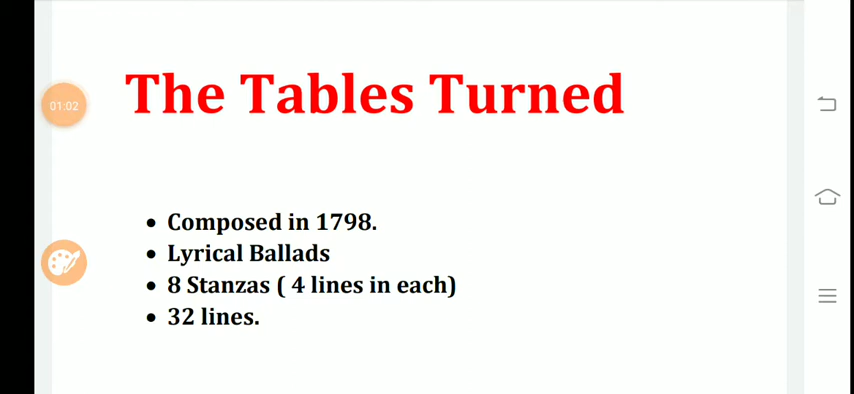 The Tables Turned
01:02
• Composed in 1798.
• Lyrical Ballads
• 8 Stanzas ( 4 lines in each)
• 32 lines.